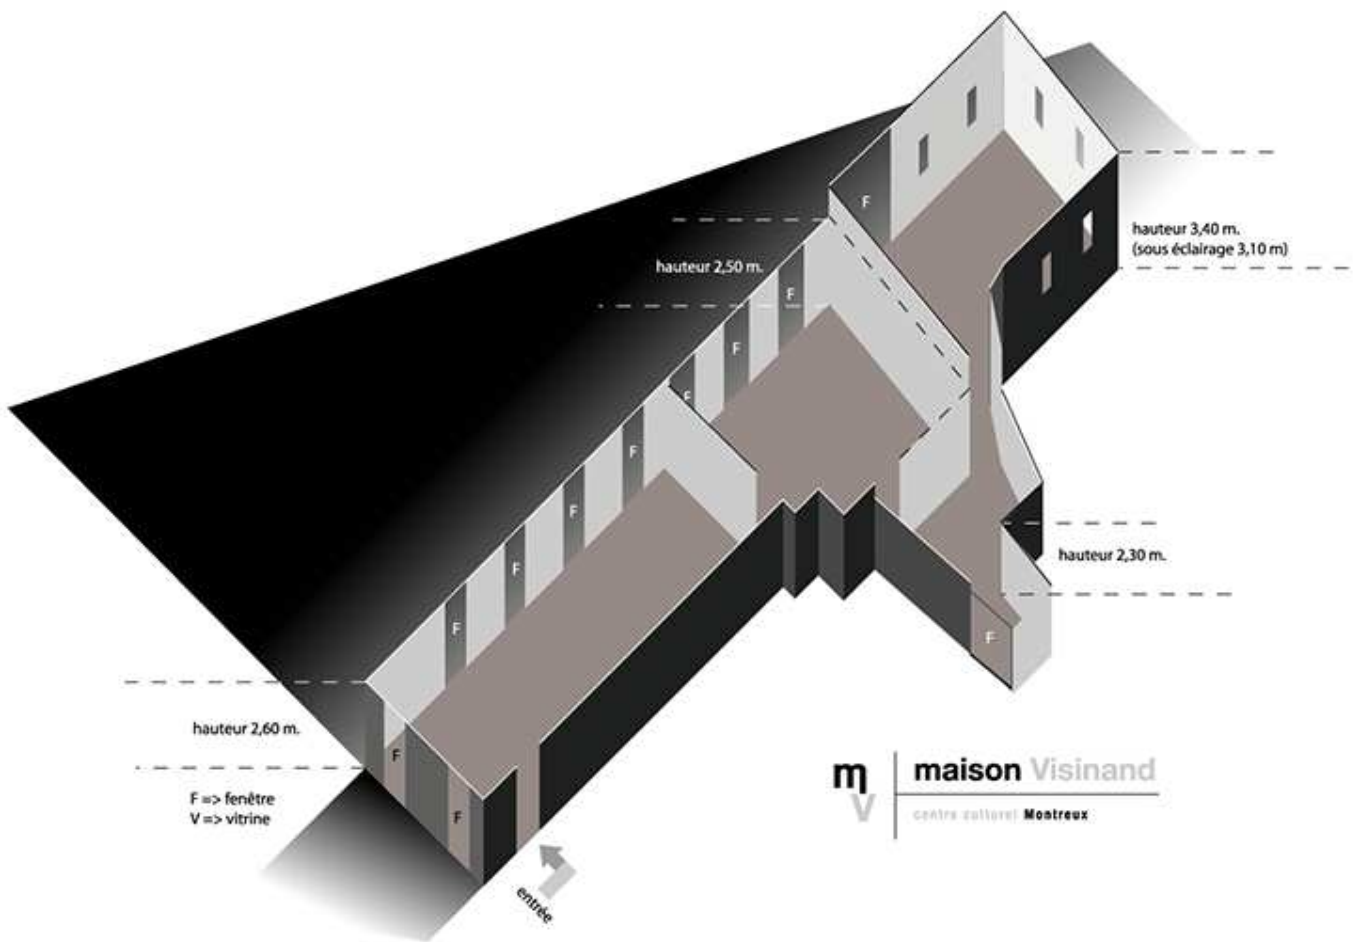 F
hauteur 3,40 m.
(sous éclairage 3,10 m)
hauteur 2,50 m.
F
F
F
F
F
F
F
hauteur 2,30 m.
F
F
hauteur 2,60 m.
F
F => fenêtre
V => vitrine
F
entrée
mV
maison Visinand
centre culturel Montreux